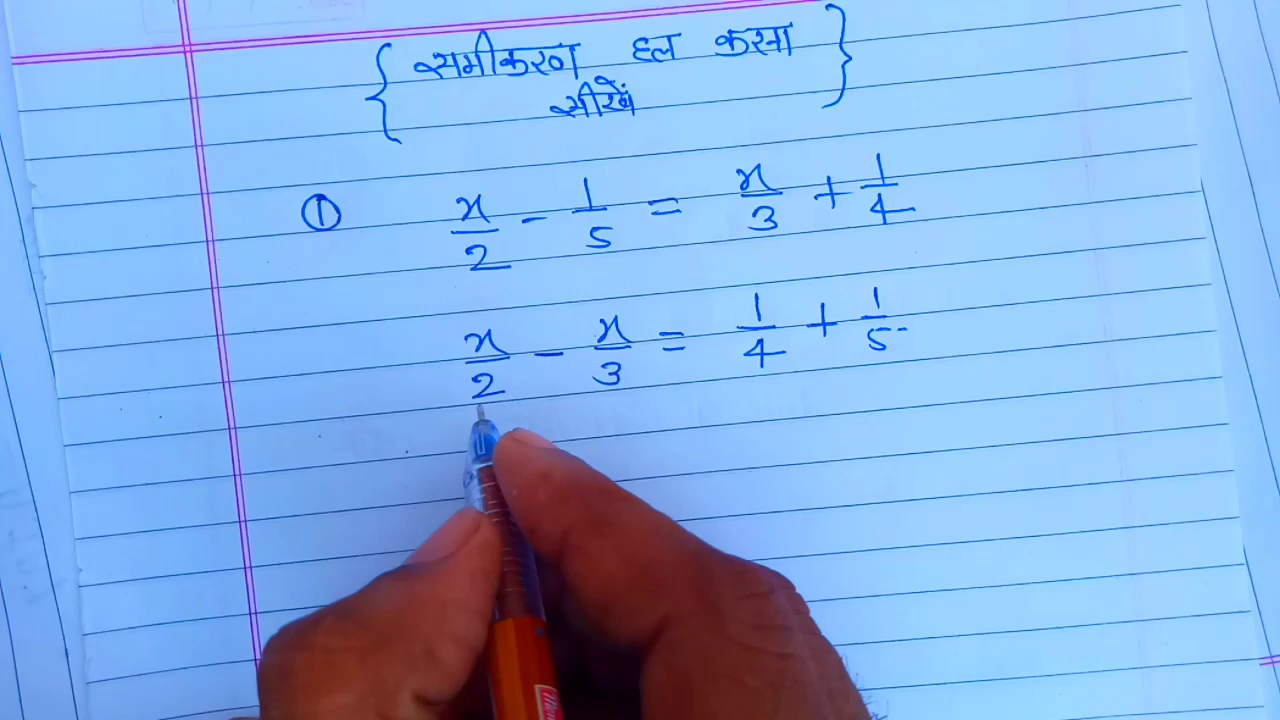 { समीकरण हल करना
सीखें }
① x/2 - 1/5 = x/3 + 1/4
x/2 - x/3 = 1/4 + 1/5